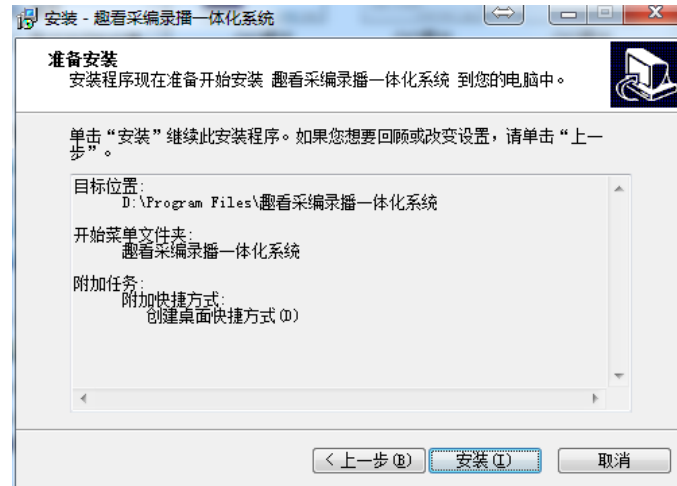 安装 - 趣看采编录播一体化系统
准备安装
安装程序现在准备开始安装 趣看采编录播一体化系统 到您的电脑中。
单击“安装”继续此安装程序。如果您想要回顾或改变设置，请单击“上一
步”。
目标位置:
D:\Program Files\趣看采编录播一体化系统
开始菜单文件夹:
趣看采编录播一体化系统
附加任务:
附加快捷方式:
创建桌面快捷方式(D)
< 上一步(B) 安装(I) 取消